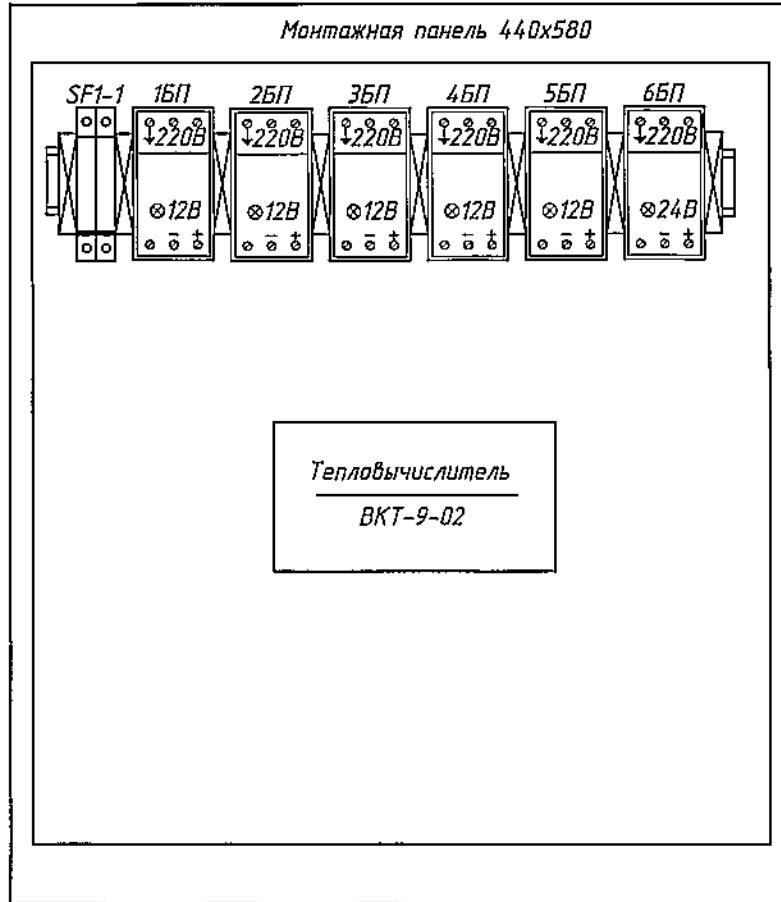 Монтажная панель 440x580
SF1-1 1БП 2БП 3БП 4БП 5БП 6БП
220В 220В 220В 220В 220В 220В
12В 12В 12В 12В 12В 24В
- + - + - + - + - + - +
Тепловычислитель
ВКТ-9-02